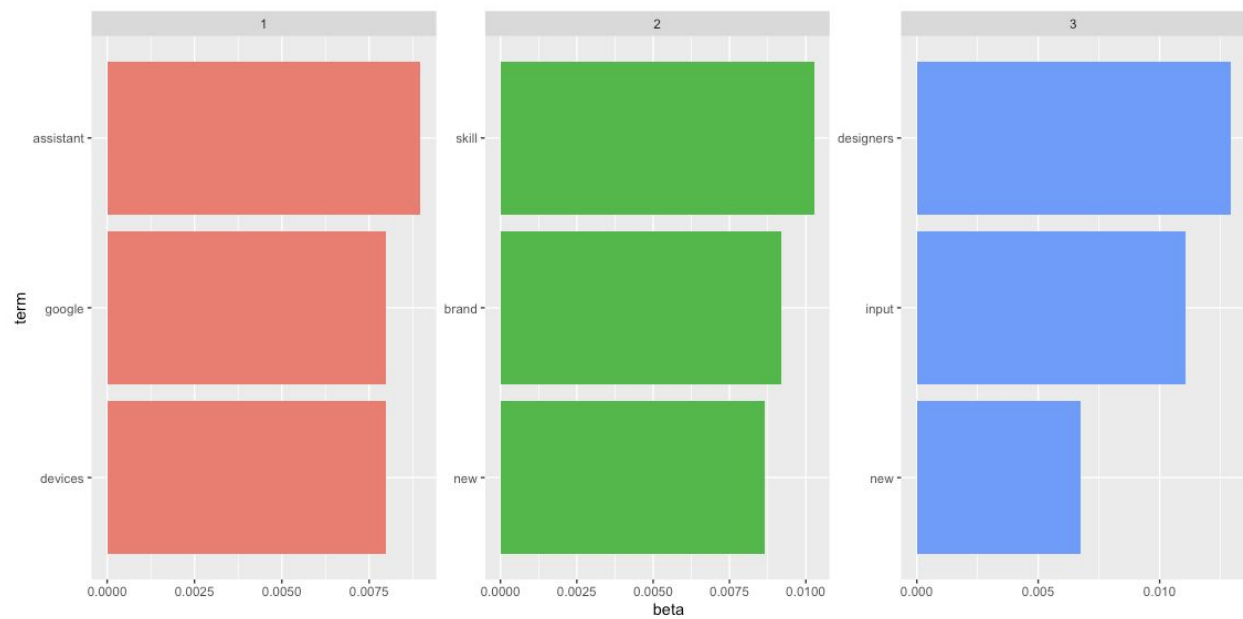 1
2
3
assistant
google
devices
skill
brand
new
designers
input
new
term
0.0000
0.0025
0.0050
0.0075
0.0000
0.0025
0.0050
0.0075
0.0100
0.000
0.005
0.010
beta